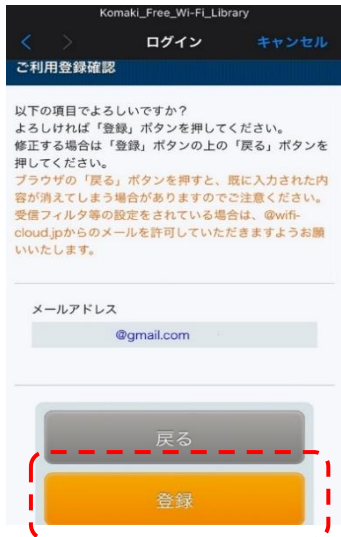 Komaki_Free_Wi-Fi_Library
< > ログイン キャンセル
ご利用登録確認
以下の項目でよろしいですか？
よろしければ「登録」ボタンを押してください。
修正する場合は「登録」ボタンの上の「戻る」ボタンを
押してください。
ブラウザの「戻る」ボタンを押すと、既に入力された内
容が消えてしまう場合がありますのでご注意ください。
受信フィルタ等の設定をされている場合は、@wifi-
cloud.jpからのメールを許可していただきますようお願
いいたします。
メールアドレス
@gmail.com
戻る
登録